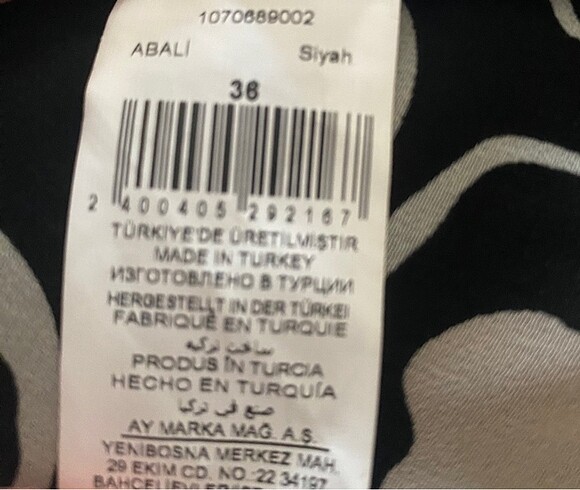 1070689002
ABALİ Siyah
36
2 400405 292167
TÜRKİYE'DE ÜRETİLMİŞTİR
MADE IN TURKEY
ИЗГОТОВЛЕНО В ТУРЦИИ
HERGESTELLT IN DER TÜRKEI
FABRIQUÉ EN TURQUIE
ساخت ترکیه
PRODUS ÎN TURCIA
HECHO EN TURQUÍA
صنع في تركيا
AY MARKA MAĞ. A.Ş.
YENİBOSNA MERKEZ MAH.
29 EKİM CD. NO:22 34197